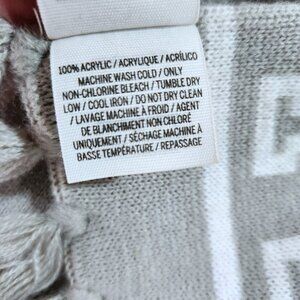 100% ACRYLIC / ACRYLIQUE / ACRÍLICO
MACHINE WASH COLD / ONLY
NON-CHLORINE BLEACH / TUMBLE DRY
LOW / COOL IRON / DO NOT DRY CLEAN
/ LAVAGE MACHINE À FROID / AGENT
DE BLANCHIMENT NON CHLORÉ
UNIQUEMENT / SÉCHAGE MACHINE À
BASSE TEMPÉRATURE / REPASSAGE